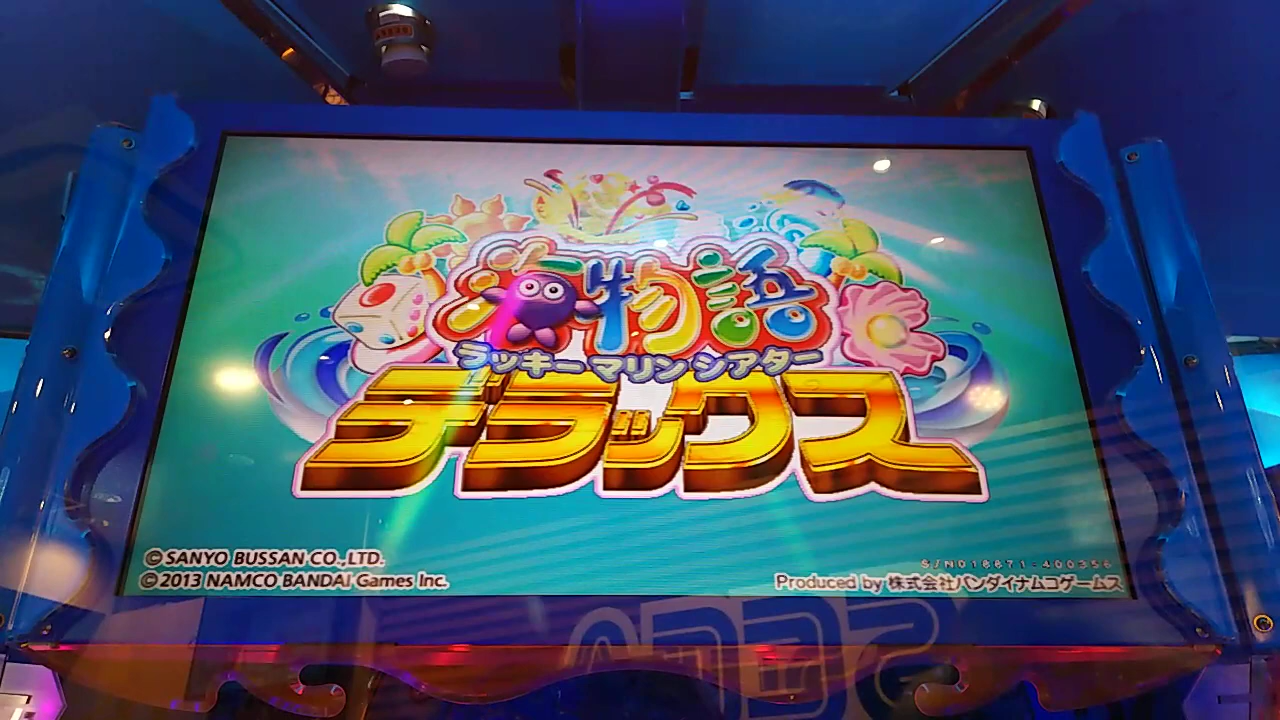 海物語
ラッキー マリン シアター
デラックス
© SANYO BUSSAN CO.,LTD.
© 2013 NAMCO BANDAI Games Inc.
S/N018871-400356
Produced by 株式会社バンダイナムコゲームス